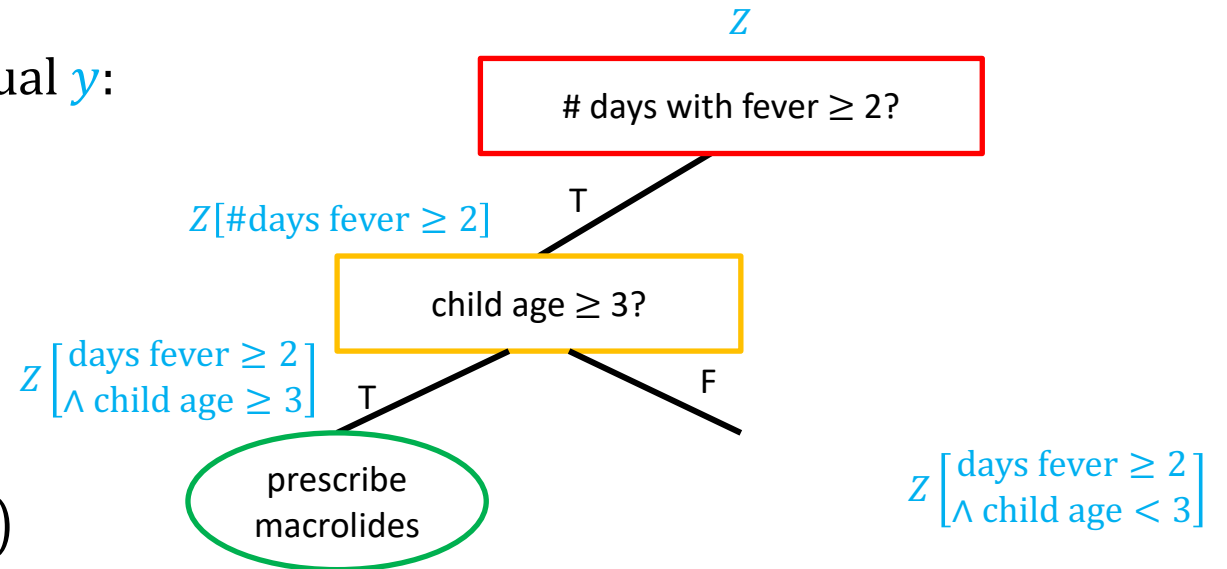 Z
ual y:
# days with fever ≥ 2?
T
Z[#days fever ≥ 2]
child age ≥ 3?
Z [days fever ≥ 2
∧ child age ≥ 3]
T
F
prescribe
macrolides
Z [days fever ≥ 2
∧ child age < 3]
)